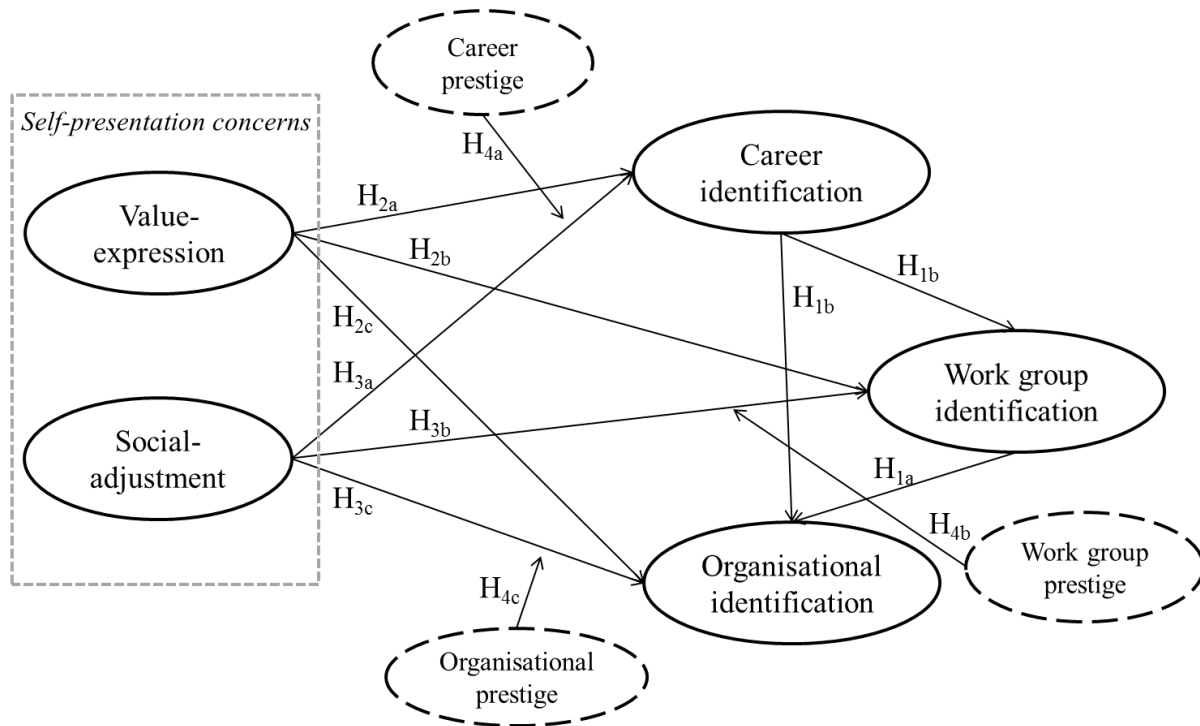 Career
prestige
Self-presentation concerns
H4a
Career
identification
Value-
expression
H2a
H2b
H1b
H1b
H2c
H3a
Work group
identification
Social-
adjustment
H3b
H1a
H3c
H4b
Organisational
identification
Work group
prestige
H4c
Organisational
prestige